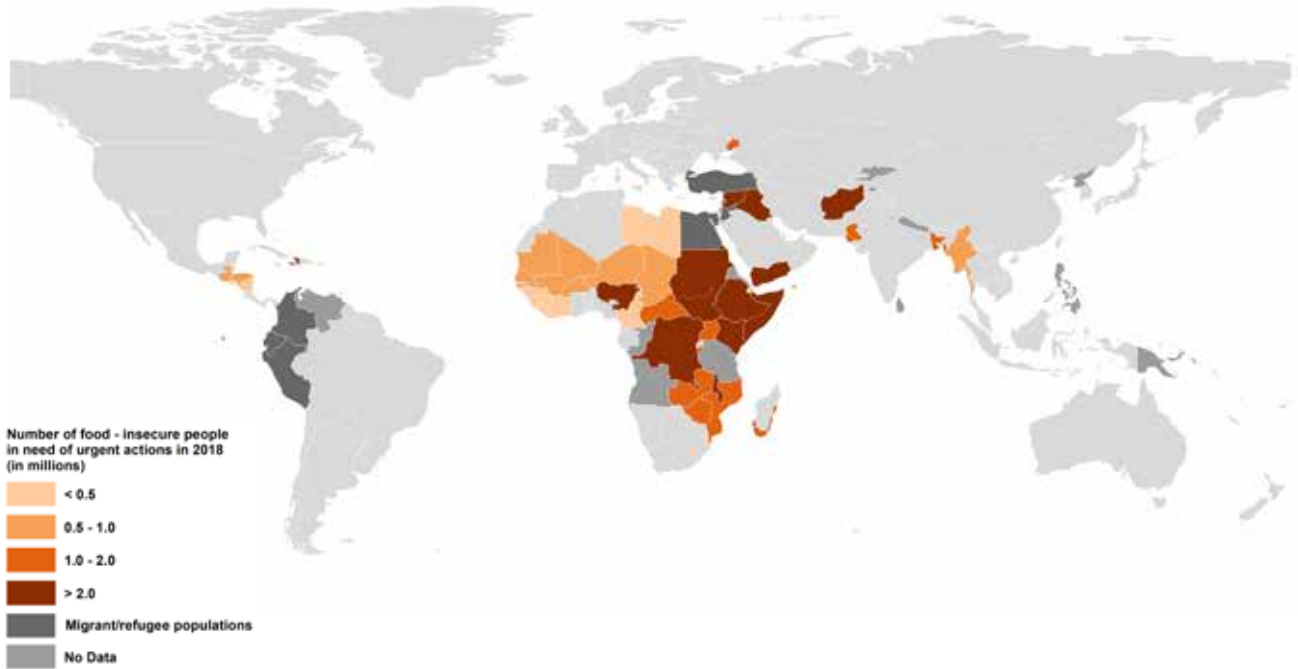 Number of food - insecure people
in need of urgent actions in 2018
(in millions)
< 0.5
0.5 - 1.0
1.0 - 2.0
> 2.0
Migrant/refugee populations
No Data